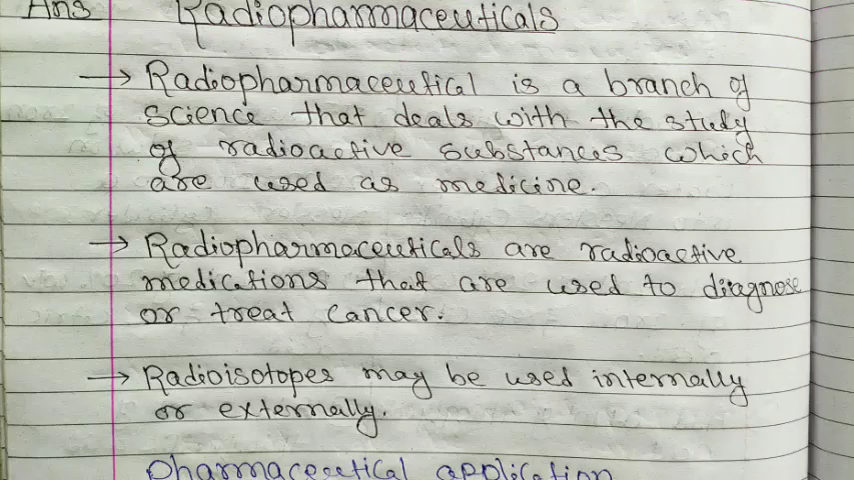 Ans Radiopharmaceuticals
→ Radiopharmaceutical is a branch of
science that deals with the study
of radioactive substances which
are used as medicine.
→ Radiopharmaceuticals are radioactive
medications that are used to diagnose
or treat cancer.
→ Radioisotopes may be used internally
or externally.
Pharmaceutical application